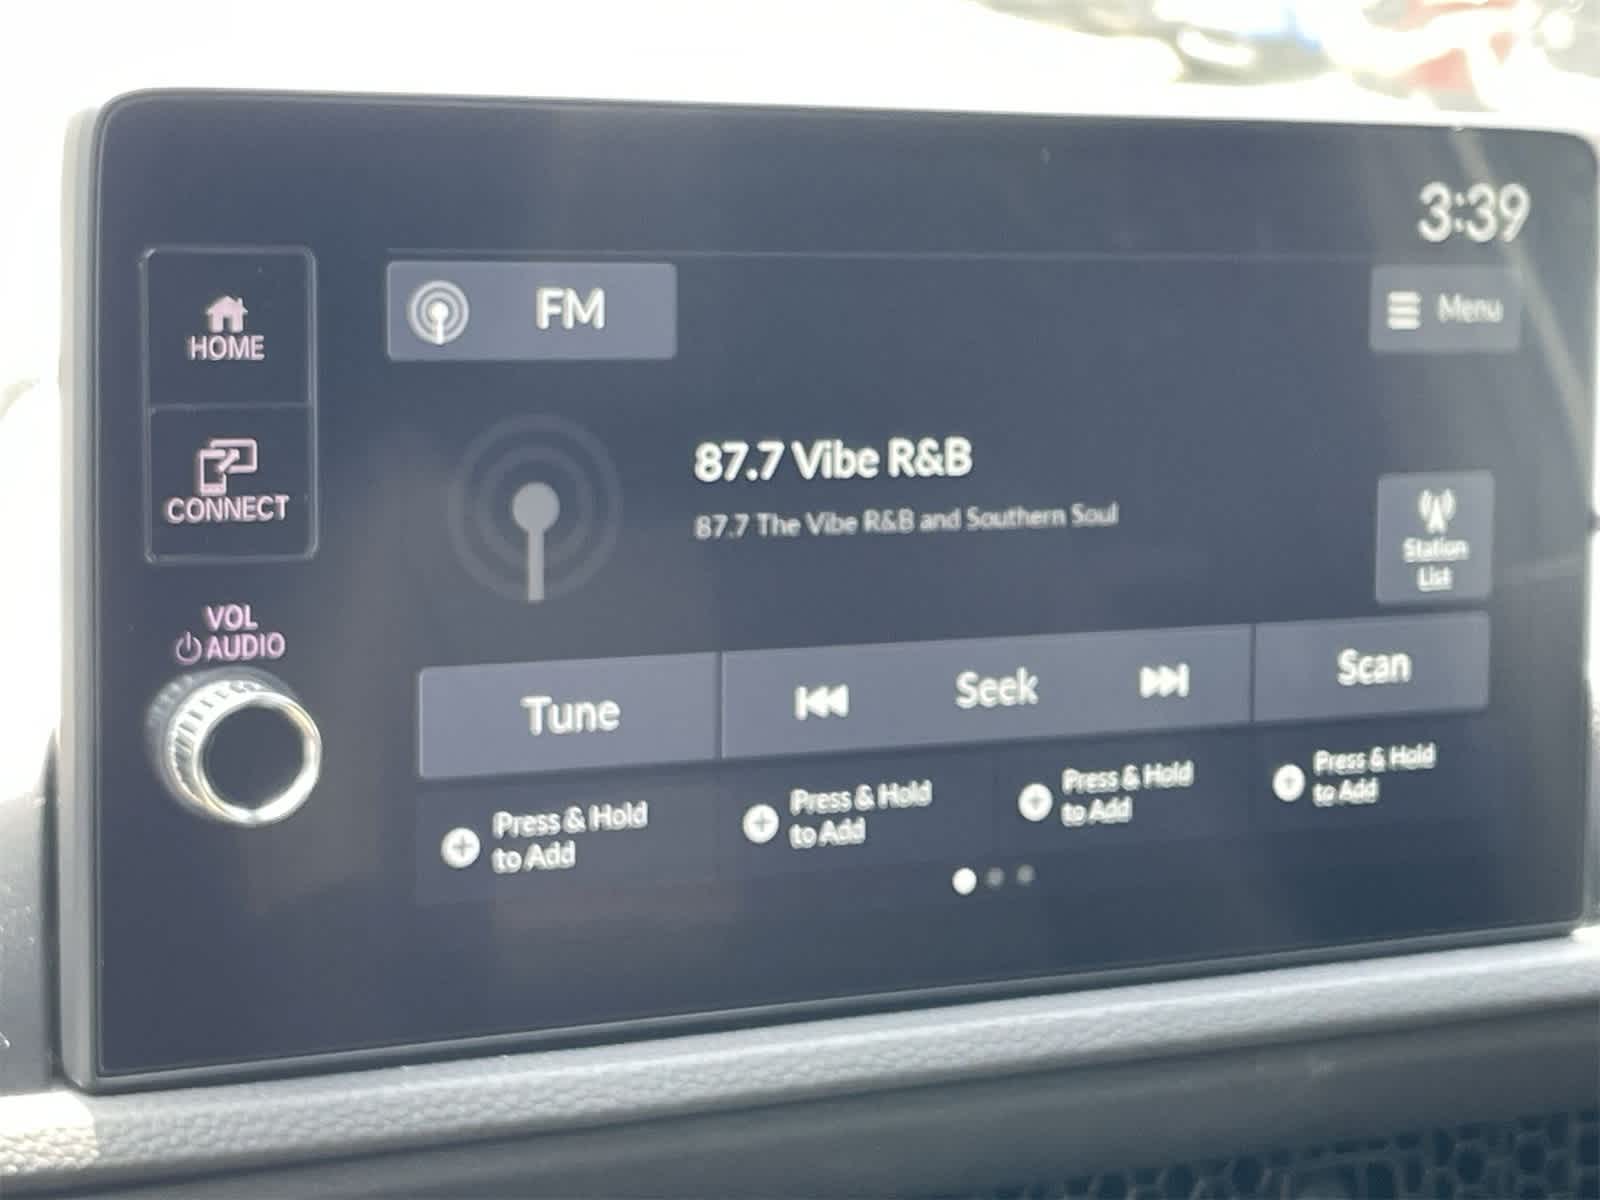 3:39
HOME
FM
Menu
CONNECT
87.7 Vibe R&B
87.7 The Vibe R&B and Southern Soul
Station
List
VOL
AUDIO
Tune
Seek
Scan
Press & Hold
to Add
Press & Hold
to Add
Press & Hold
to Add
Press & Hold
to Add